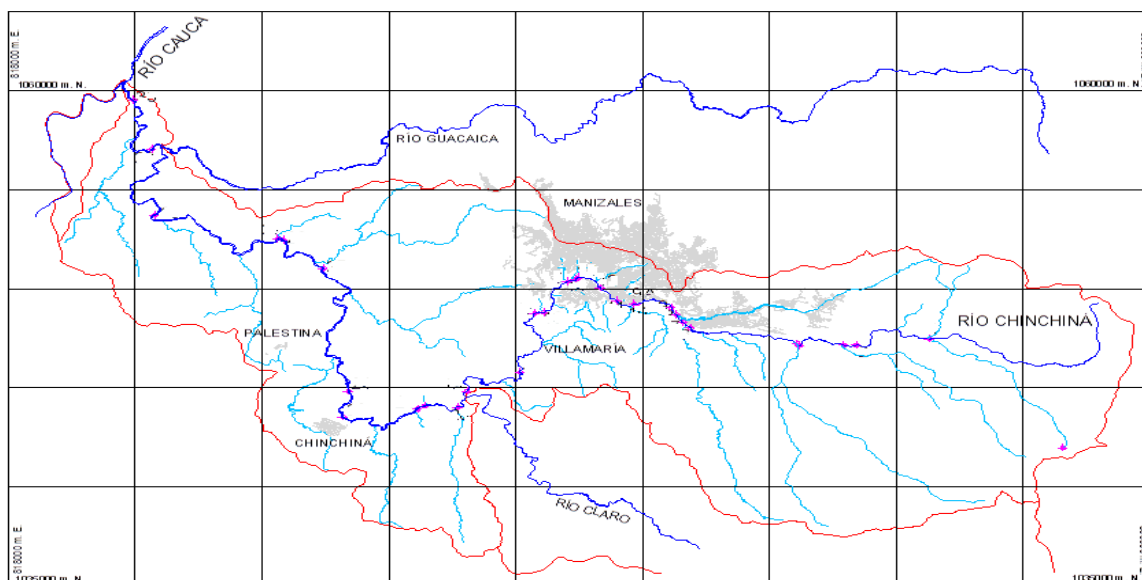 818000 m. E.
RÍO CAUCA
1060000 m. N.
1060000 m. N.
RÍO GUACAICA
MANIZALES
RÍO CHINCHINÁ
PALESTINA
VILLAMARÍA
CHINCHINÁ
RÍO CLARO
818000 m. E.
1035000 m. N.
1035000 m. N.